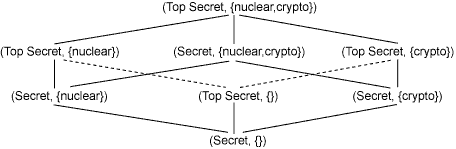 (Top Secret, {nuclear,crypto})
(Top Secret, {nuclear}) (Secret, {nuclear,crypto}) (Top Secret, {crypto})
(Secret, {nuclear}) (Top Secret, {}) (Secret, {crypto})
(Secret, {})